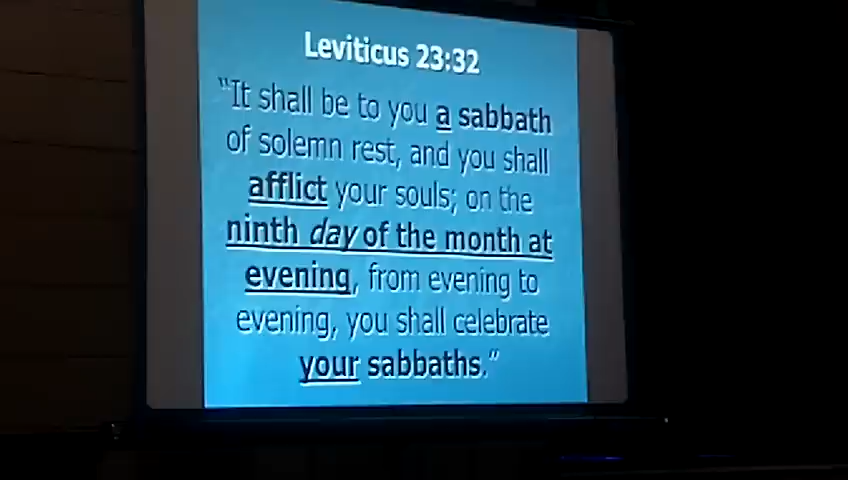 Leviticus 23:32
“It shall be to you a sabbath
of solemn rest, and you shall
afflict your souls; on the
ninth day of the month at
evening, from evening to
evening, you shall celebrate
your sabbaths.”